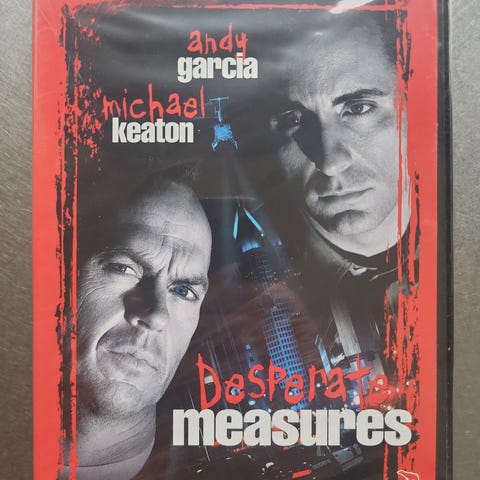 andy
garcia
michael
keaton
Desperate
measures